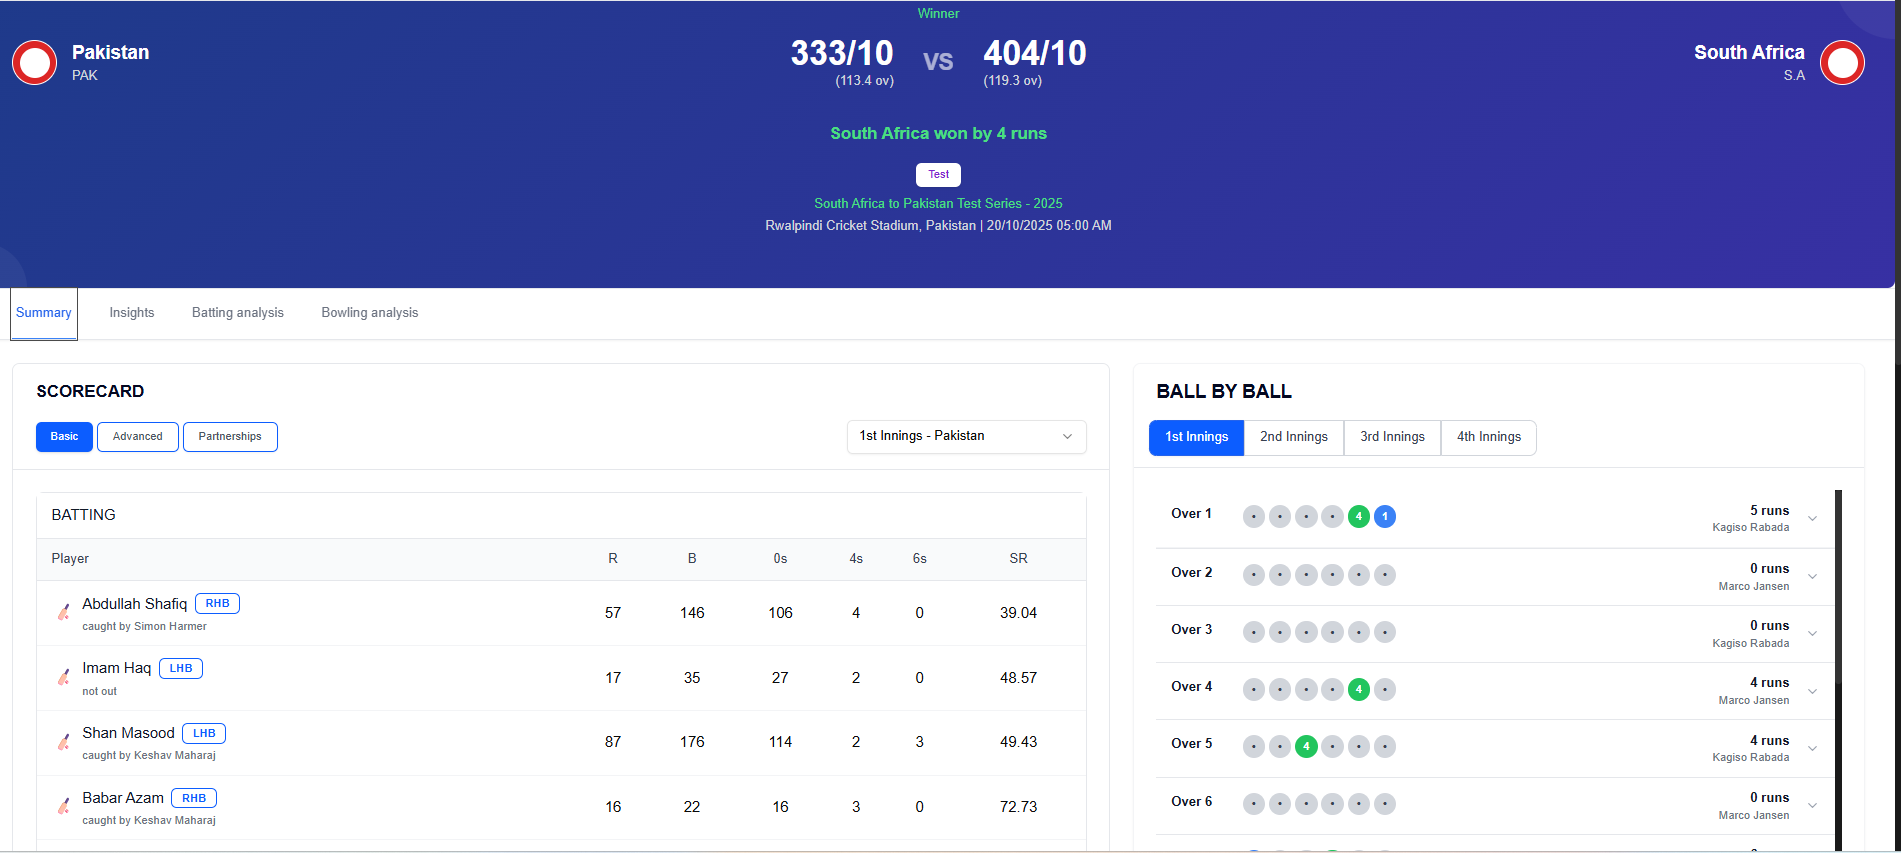 Winner
Pakistan
PAK
333/10
(113.4 ov)
VS
404/10
(119.3 ov)
South Africa
S.A
South Africa won by 4 runs
Test
South Africa to Pakistan Test Series - 2025
Rwalpindi Cricket Stadium, Pakistan | 20/10/2025 05:00 AM
Summary Insights Batting analysis Bowling analysis
SCORECARD
Basic Advanced Partnerships
1st Innings - Pakistan
BATTING
Player R B 0s 4s 6s SR
Abdullah Shafiq RHB 57 146 106 4 0 39.04
caught by Simon Harmer
Imam Haq LHB 17 35 27 2 0 48.57
not out
Shan Masood LHB 87 176 114 2 3 49.43
caught by Keshav Maharaj
Babar Azam RHB 16 22 16 3 0 72.73
caught by Keshav Maharaj
BALL BY BALL
1st Innings 2nd Innings 3rd Innings 4th Innings
Over 1 • • • • 4 1 5 runs
Kagiso Rabada
Over 2 • • • • • • 0 runs
Marco Jansen
Over 3 • • • • • • 0 runs
Kagiso Rabada
Over 4 • • • • 4 • 4 runs
Marco Jansen
Over 5 • • 4 • • • 4 runs
Kagiso Rabada
Over 6 • • • • • • 0 runs
Marco Jansen